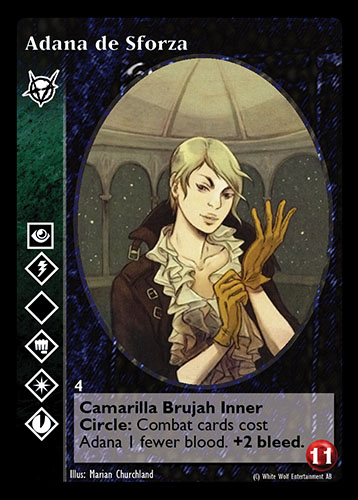 Adana de Sforza
4
Camarilla Brujah Inner
Circle: Combat cards cost
Adana 1 fewer blood. +2 bleed.
11
Illus: Marian Churchland
(C) White Wolf Entertainment AB